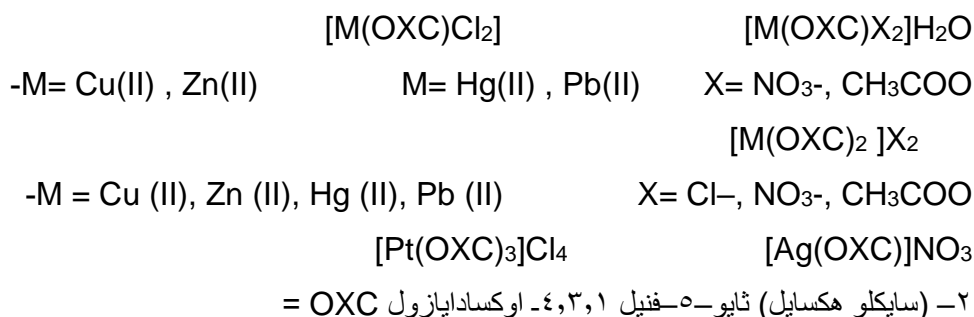 [M(OXC)Cl2] [M(OXC)X2]H2O
-M= Cu(II) , Zn(II) M= Hg(II) , Pb(II) X= NO3-, CH3COO
[M(OXC)2 ]X2
-M = Cu (II), Zn (II), Hg (II), Pb (II) X= Cl–, NO3-, CH3COO
[Pt(OXC)3]Cl4 [Ag(OXC)]NO3
٢– (سايكلو هكسايل) ثايو–٥–فنيل ٤,٣,١ـ اوكسادايازول OXC =